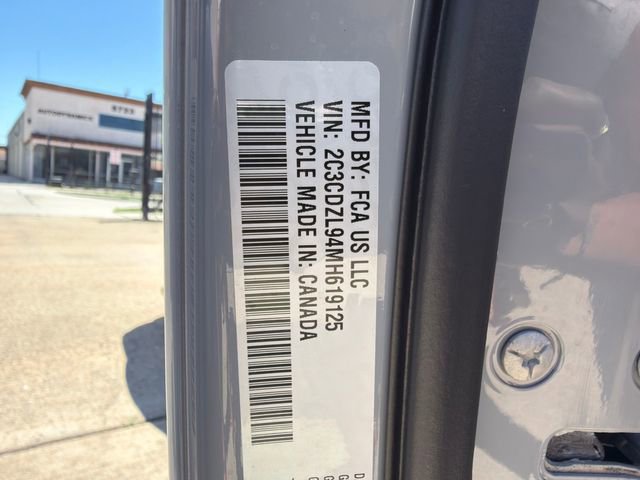 MFD BY: FCA US LLC
VIN: 2C3CDZL94MH619125
VEHICLE MADE IN: CANADA